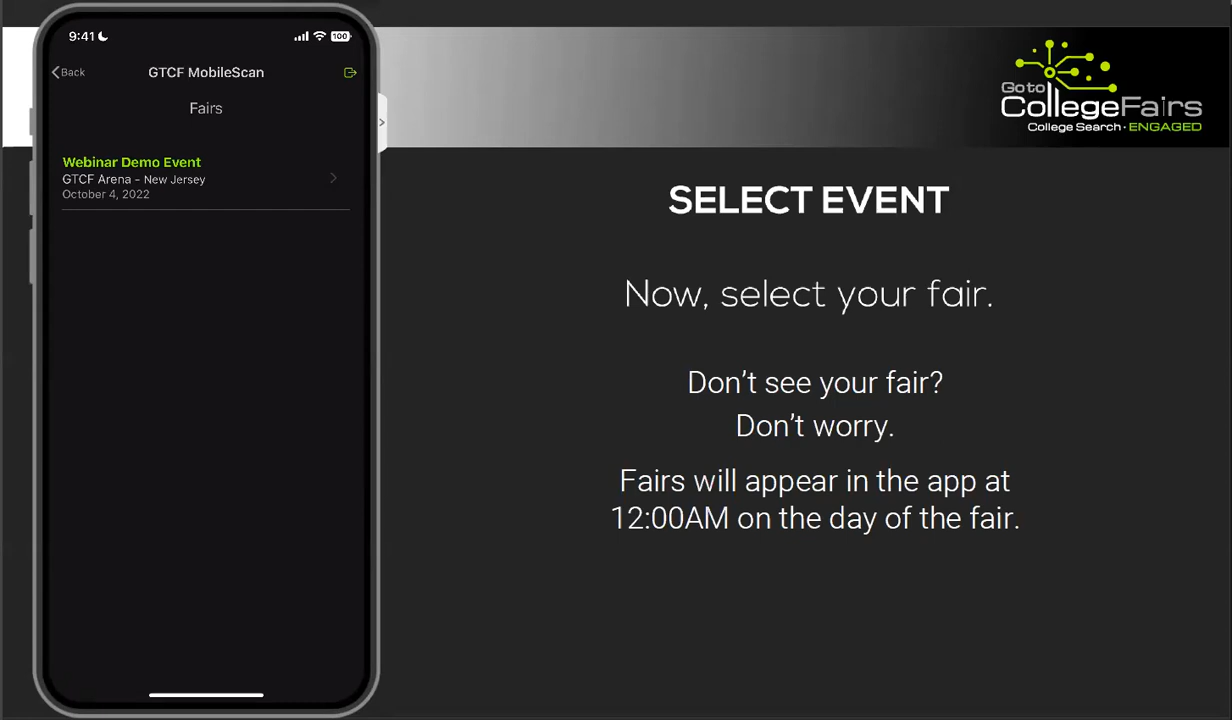 9:41
100
Back
GTCF MobileScan
Fairs
Webinar Demo Event
GTCF Arena - New Jersey
October 4, 2022
Go to
CollegeFairs
College Search · ENGAGED
SELECT EVENT
Now, select your fair.
Don't see your fair?
Don't worry.
Fairs will appear in the app at
12:00AM on the day of the fair.